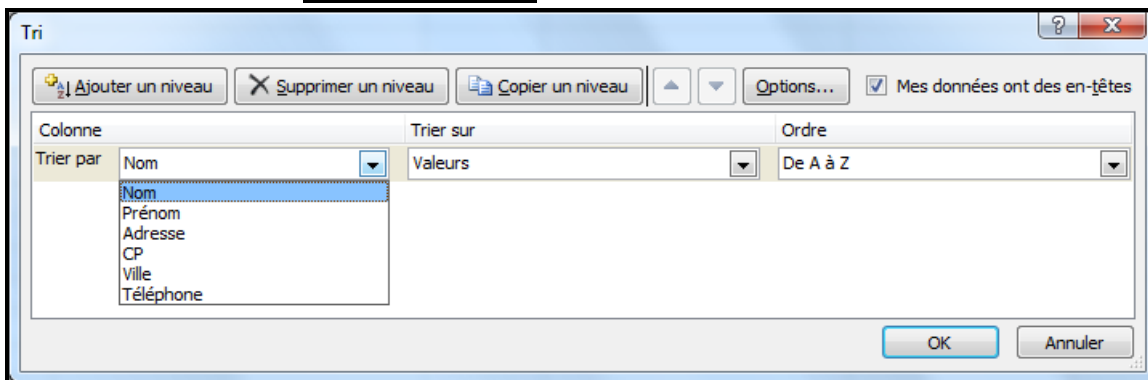 Tri
Ajouter un niveau Supprimer un niveau Copier un niveau Options... Mes données ont des en-têtes
Colonne Trier sur Ordre
Trier par Nom Valeurs De A à Z
Nom
Prénom
Adresse
CP
Ville
Téléphone
OK Annuler